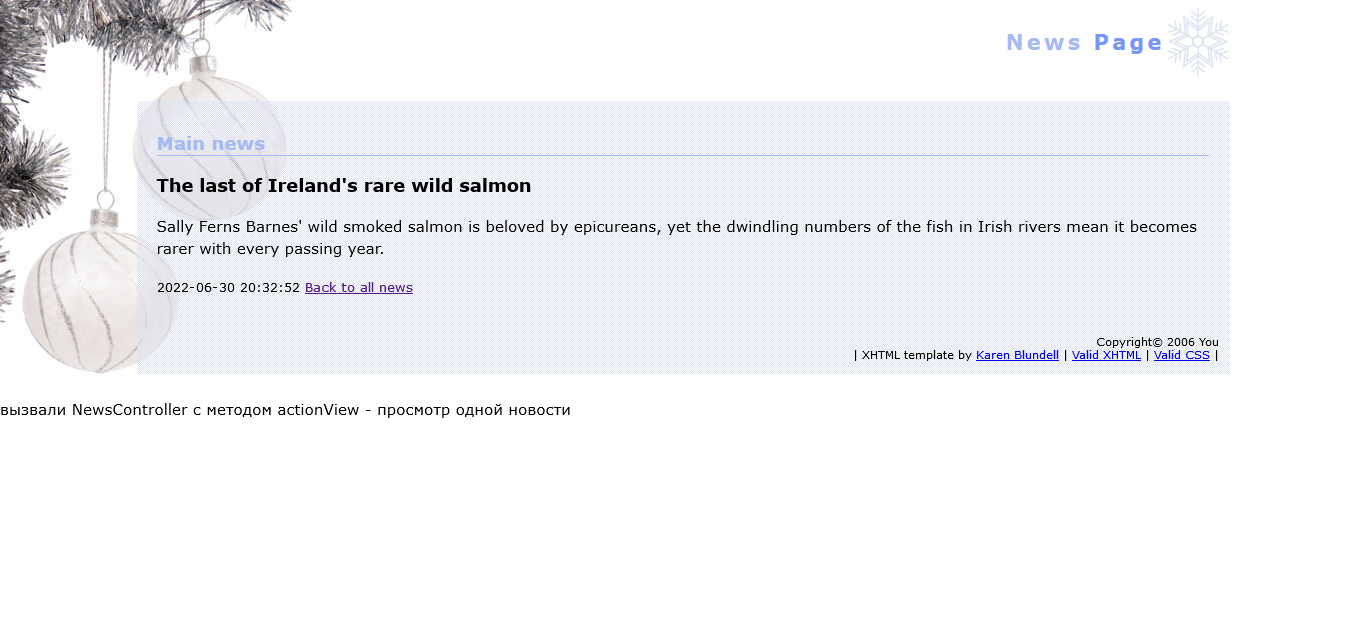 News Page
Main news
The last of Ireland's rare wild salmon
Sally Ferns Barnes' wild smoked salmon is beloved by epicureans, yet the dwindling numbers of the fish in Irish rivers mean it becomes
rarer with every passing year.
2022-06-30 20:32:52 Back to all news
Copyright© 2006 You
| XHTML template by Karen Blundell | Valid XHTML | Valid CSS |
вызвали NewsController с методом actionView - просмотр одной новости